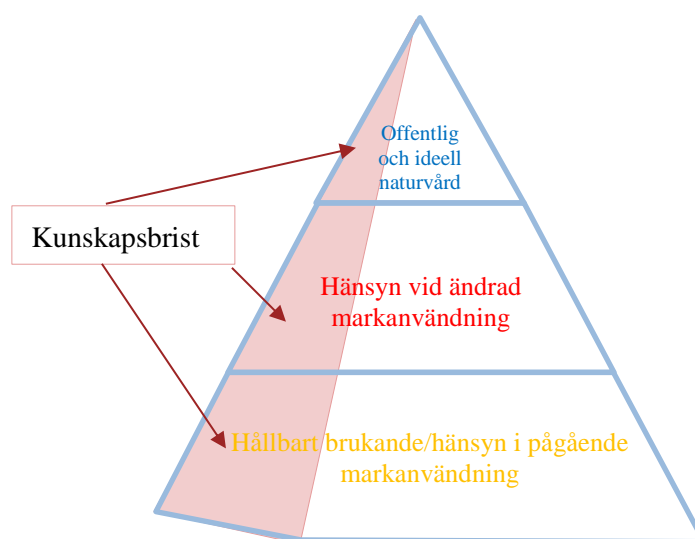 Offentlig
och ideell
naturvård
Kunskapsbrist
Hänsyn vid ändrad
markanvändning
Hållbart brukande/hänsyn i pågående
markanvändning